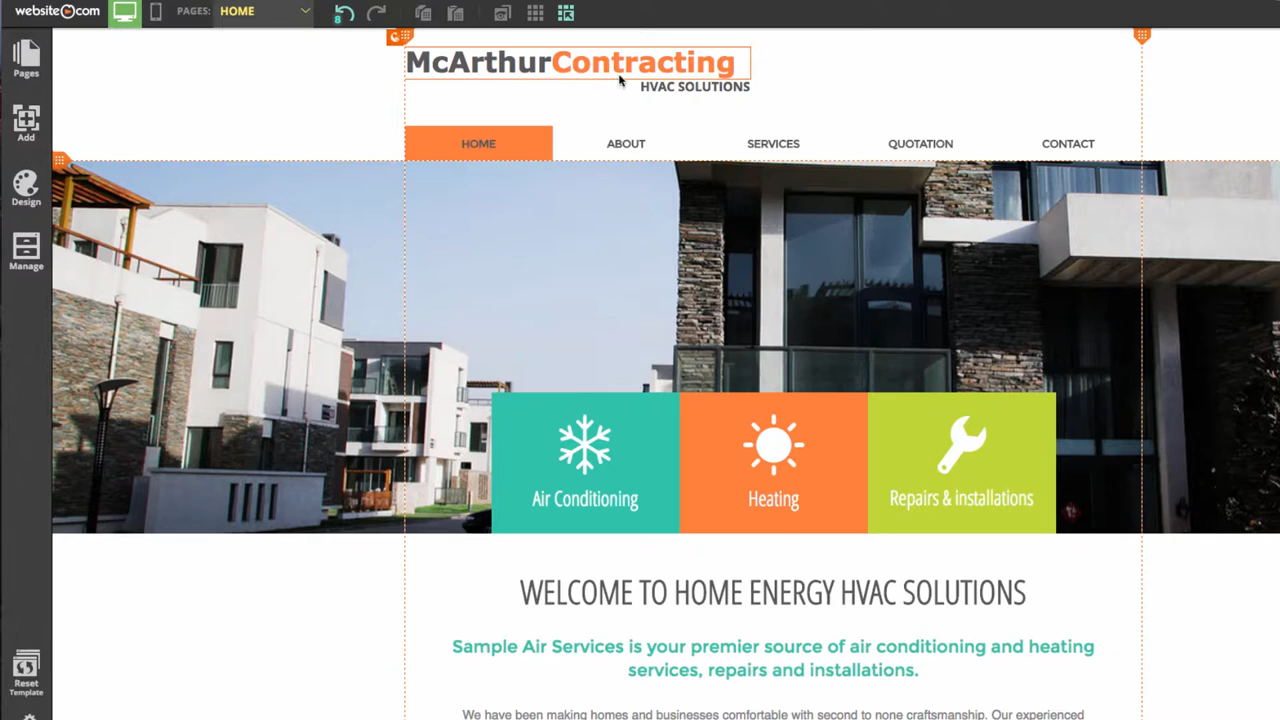 website.com
PAGES: HOME
8
Pages
Add
Design
Manage
Reset
Template
McArthurContracting
HVAC SOLUTIONS
HOME ABOUT SERVICES QUOTATION CONTACT
Air Conditioning Heating Repairs & installations
WELCOME TO HOME ENERGY HVAC SOLUTIONS
Sample Air Services is your premier source of air conditioning and heating
services, repairs and installations.
We have been making homes and businesses comfortable with second to none craftsmanship. Our experienced